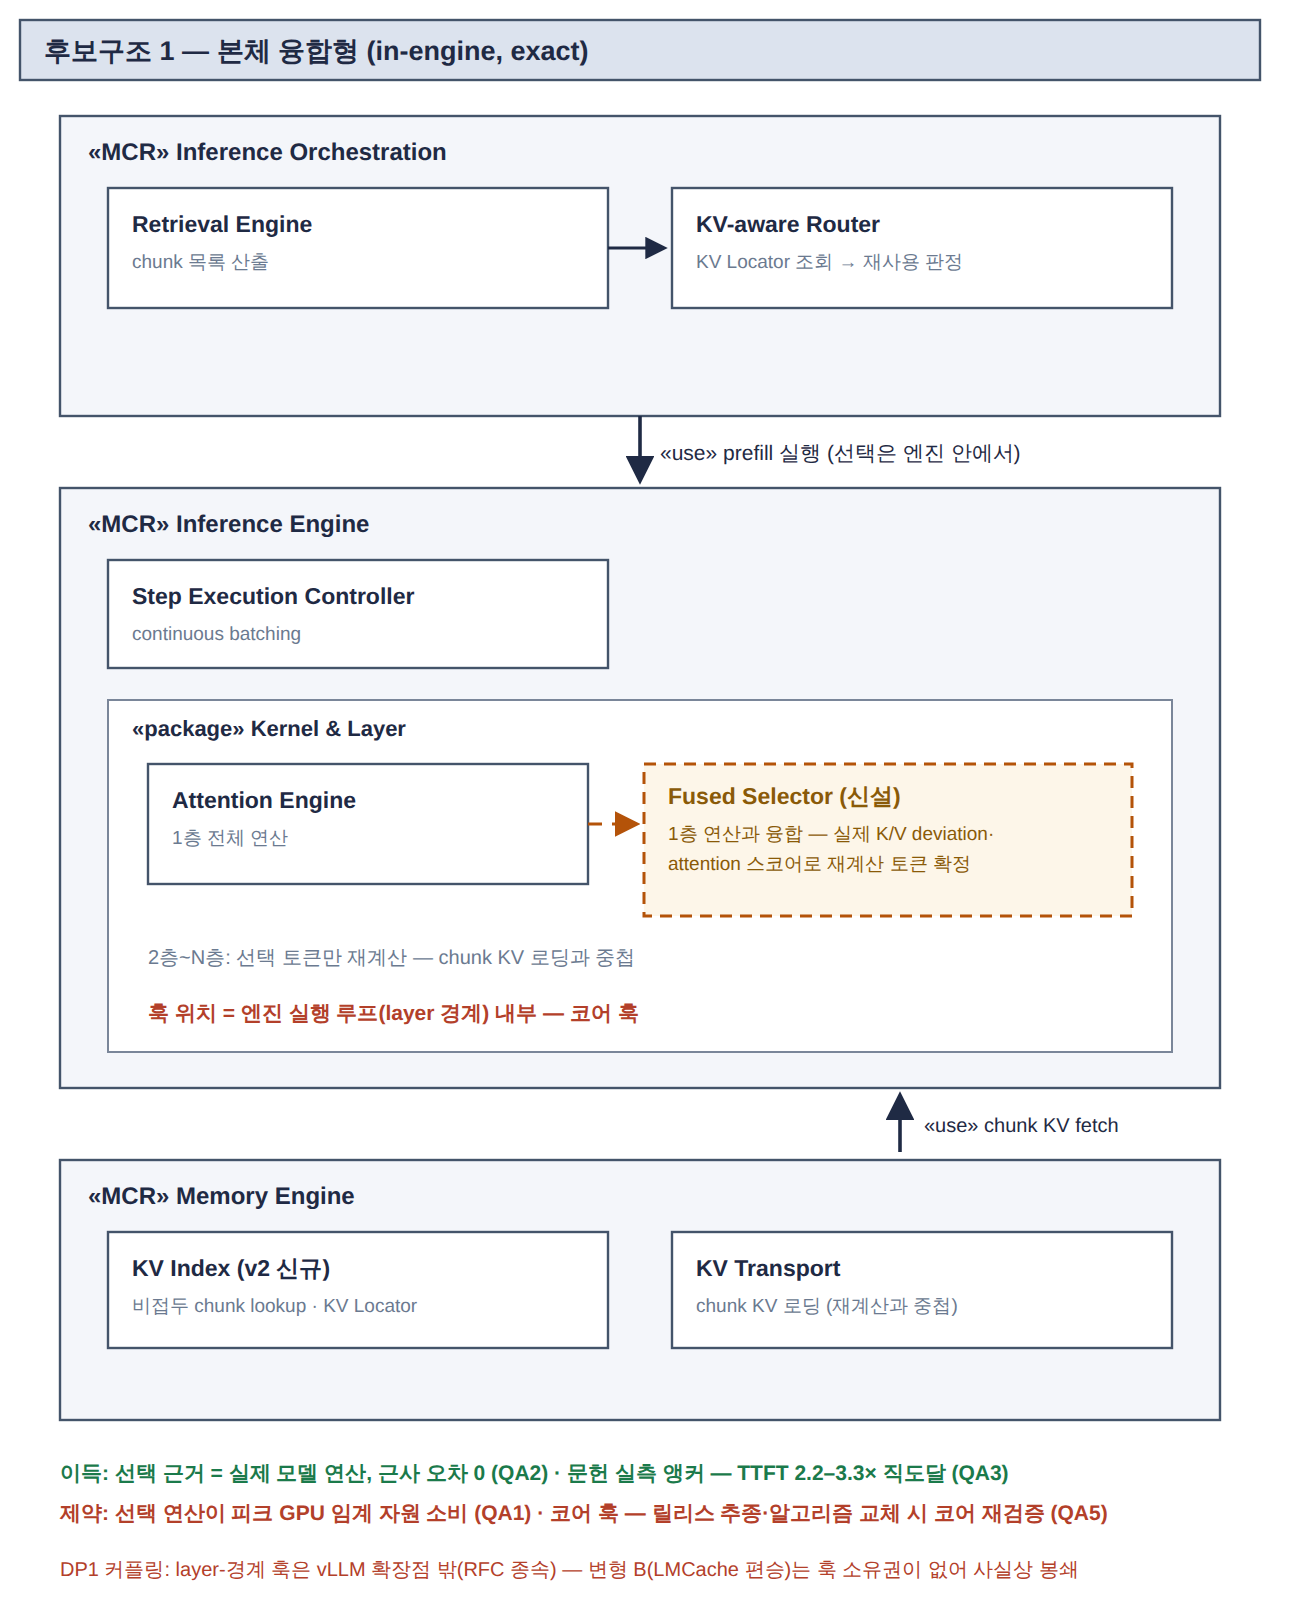 후보구조 1 — 본체 융합형 (in-engine, exact)
«MCR» Inference Orchestration
Retrieval Engine
chunk 목록 산출
KV-aware Router
KV Locator 조회 → 재사용 판정
«use» prefill 실행 (선택은 엔진 안에서)
«MCR» Inference Engine
Step Execution Controller
continuous batching
«package» Kernel & Layer
Attention Engine
1층 전체 연산
Fused Selector (신설)
1층 연산과 융합 — 실제 K/V deviation·
attention 스코어로 재계산 토큰 확정
2층~N층: 선택 토큰만 재계산 — chunk KV 로딩과 중첩
훅 위치 = 엔진 실행 루프(layer 경계) 내부 — 코어 훅
«use» chunk KV fetch
«MCR» Memory Engine
KV Index (v2 신규)
비접두 chunk lookup · KV Locator
KV Transport
chunk KV 로딩 (재계산과 중첩)
이득: 선택 근거 = 실제 모델 연산, 근사 오차 0 (QA2) · 문헌 실측 앵커 — TTFT 2.2–3.3× 직도달 (QA3)
제약: 선택 연산이 피크 GPU 임계 자원 소비 (QA1) · 코어 훅 — 릴리스 추종·알고리즘 교체 시 코어 재검증 (QA5)
DP1 커플링: layer-경계 훅은 vLLM 확장점 밖(RFC 종속) — 변형 B(LMCache 편승)는 훅 소유권이 없어 사실상 봉쇄